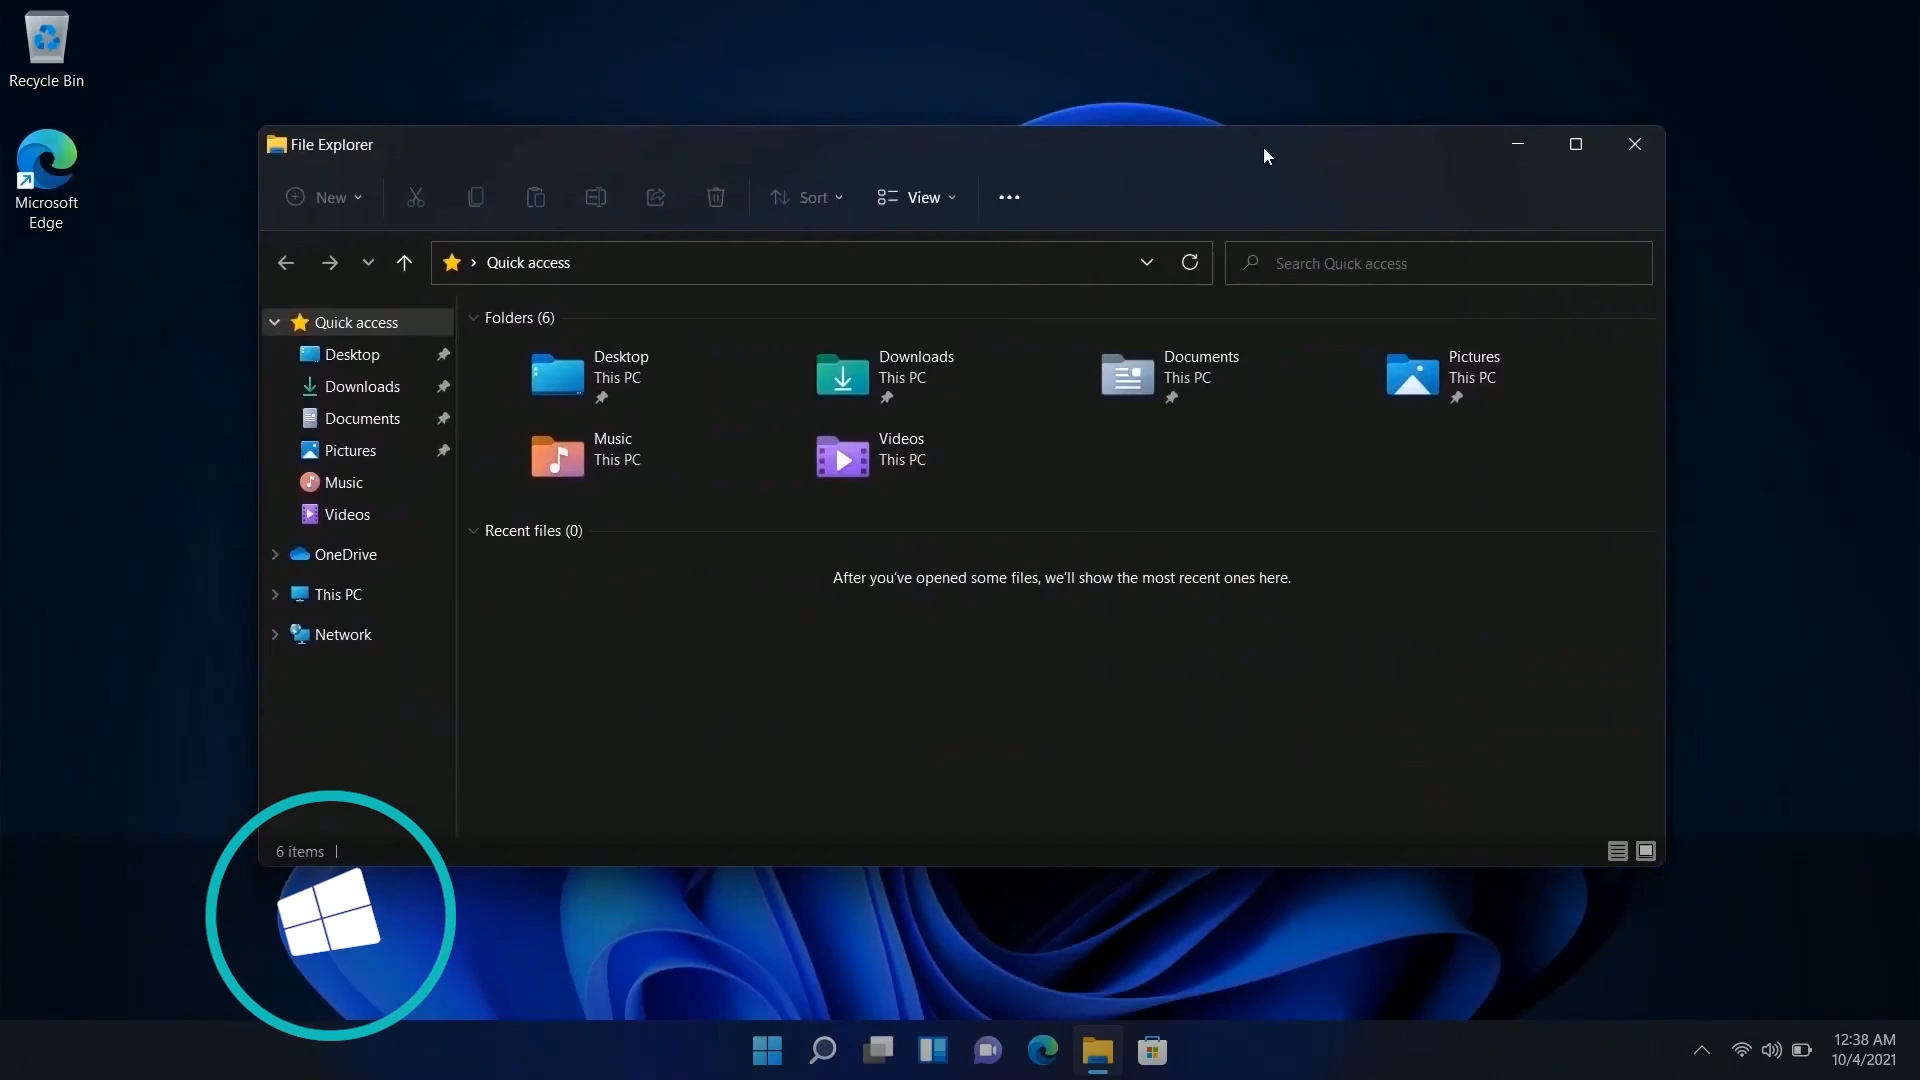 Recycle Bin
Microsoft
Edge
File Explorer
New
Sort
View
Quick access
Search Quick access
Quick access
Desktop
Downloads
Documents
Pictures
Music
Videos
OneDrive
This PC
Network
Folders (6)
Desktop
This PC
Downloads
This PC
Documents
This PC
Pictures
This PC
Music
This PC
Videos
This PC
Recent files (0)
After you've opened some files, we'll show the most recent ones here.
6 items
12:38 AM
10/4/2021